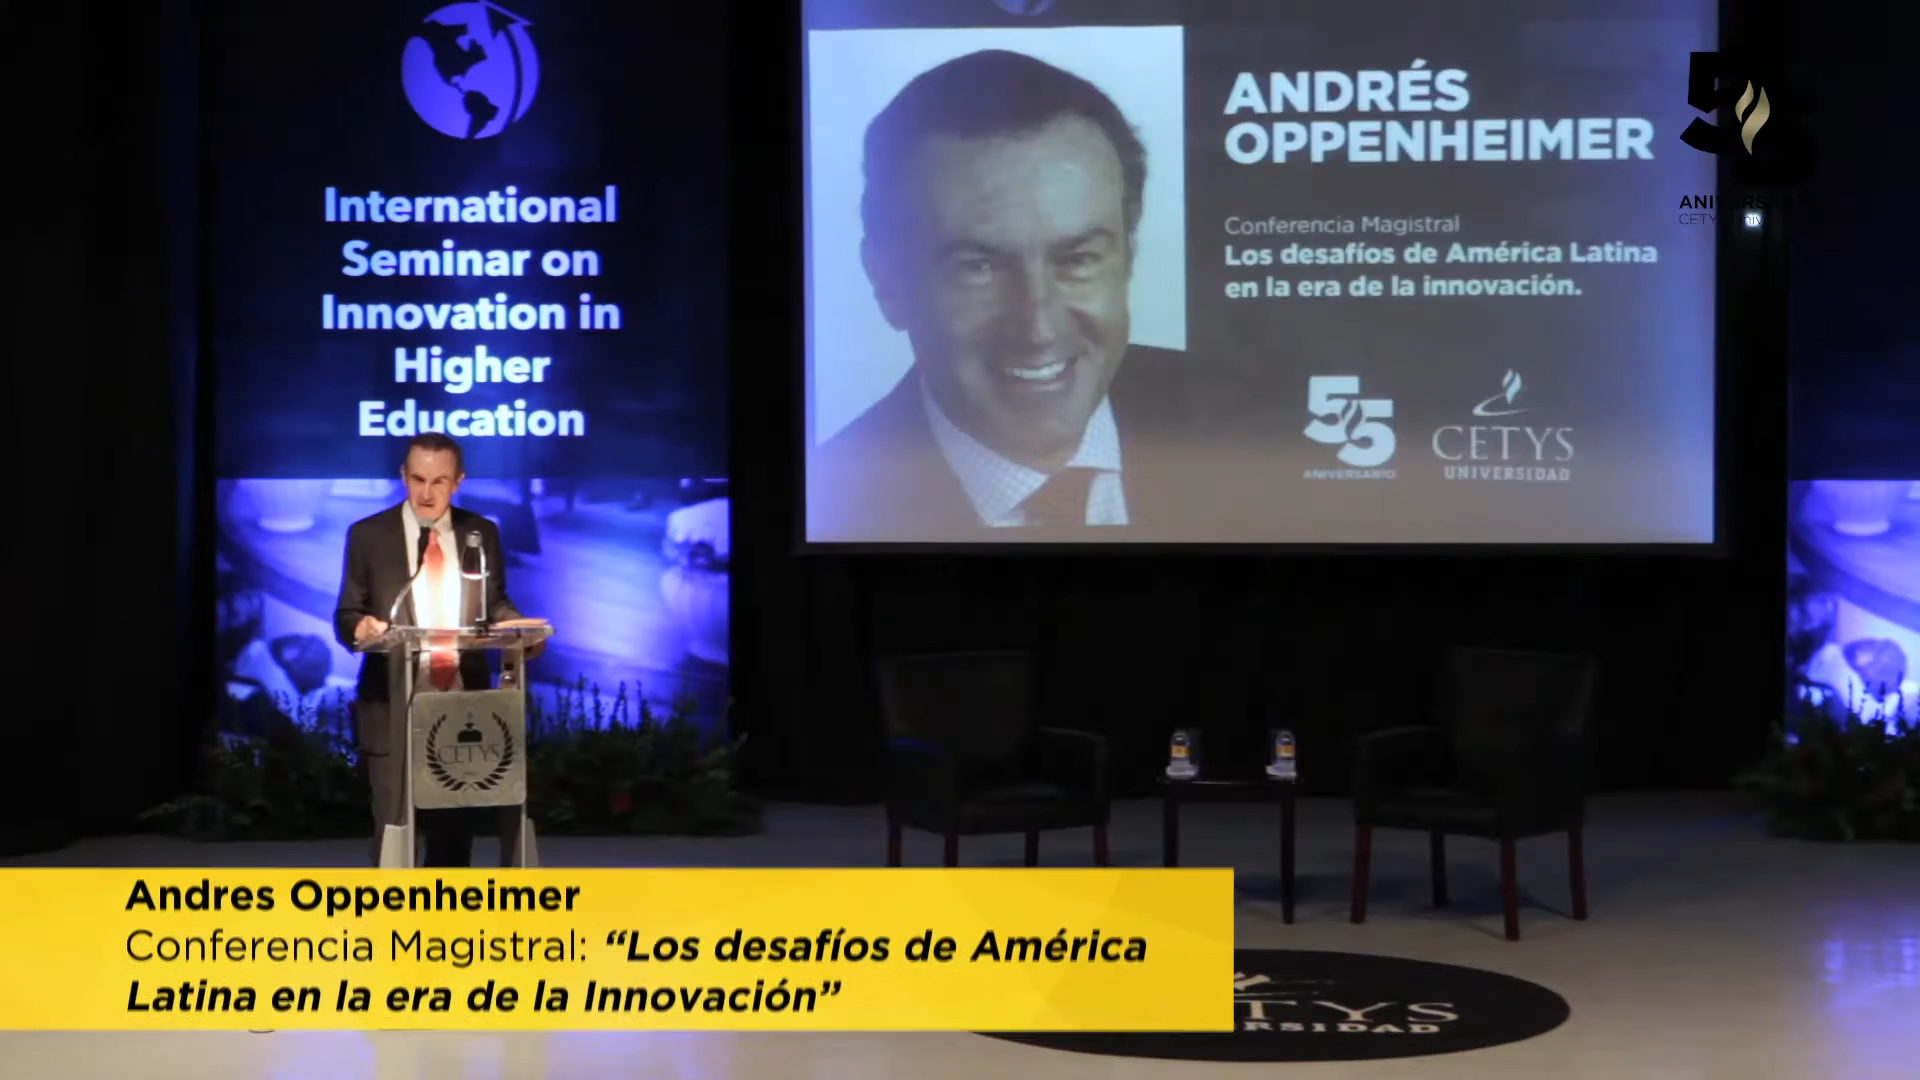 International
Seminar on
Innovation in
Higher
Education
ANDRÉS
OPPENHEIMER
Conferencia Magistral
Los desafíos de América Latina
en la era de la innovación.
55
ANIVERSARIO
CETYS
UNIVERSIDAD
55
CETYS
Andres Oppenheimer
Conferencia Magistral: “Los desafíos de América
Latina en la era de la Innovación”